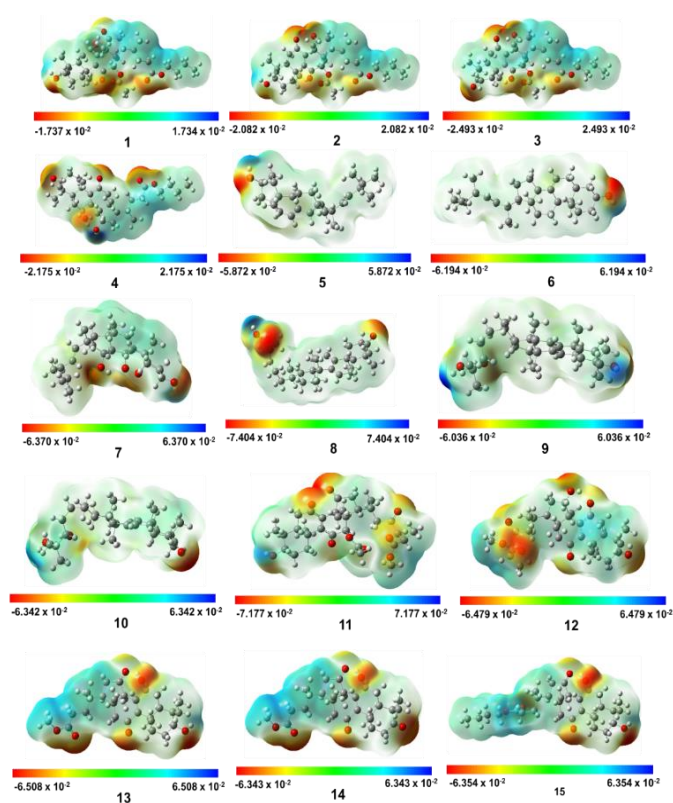 -1.737 x 10-2 1.734 x 10-2 -2.082 x 10-2 2.082 x 10-2 -2.493 x 10-2 2.493 x 10-2
1 2 3
-2.175 x 10-2 2.175 x 10-2 -5.872 x 10-2 5.872 x 10-2 -6.194 x 10-2 6.194 x 10-2
4 5 6
-6.370 x 10-2 6.370 x 10-2 -7.404 x 10-2 7.404 x 10-2 -6.036 x 10-2 6.036 x 10-2
7 8 9
-6.342 x 10-2 6.342 x 10-2 -7.177 x 10-2 7.177 x 10-2 -6.479 x 10-2 6.479 x 10-2
10 11 12
-6.508 x 10-2 6.508 x 10-2 -6.343 x 10-2 6.343 x 10-2 -6.354 x 10-2 6.354 x 10-2
13 14 15